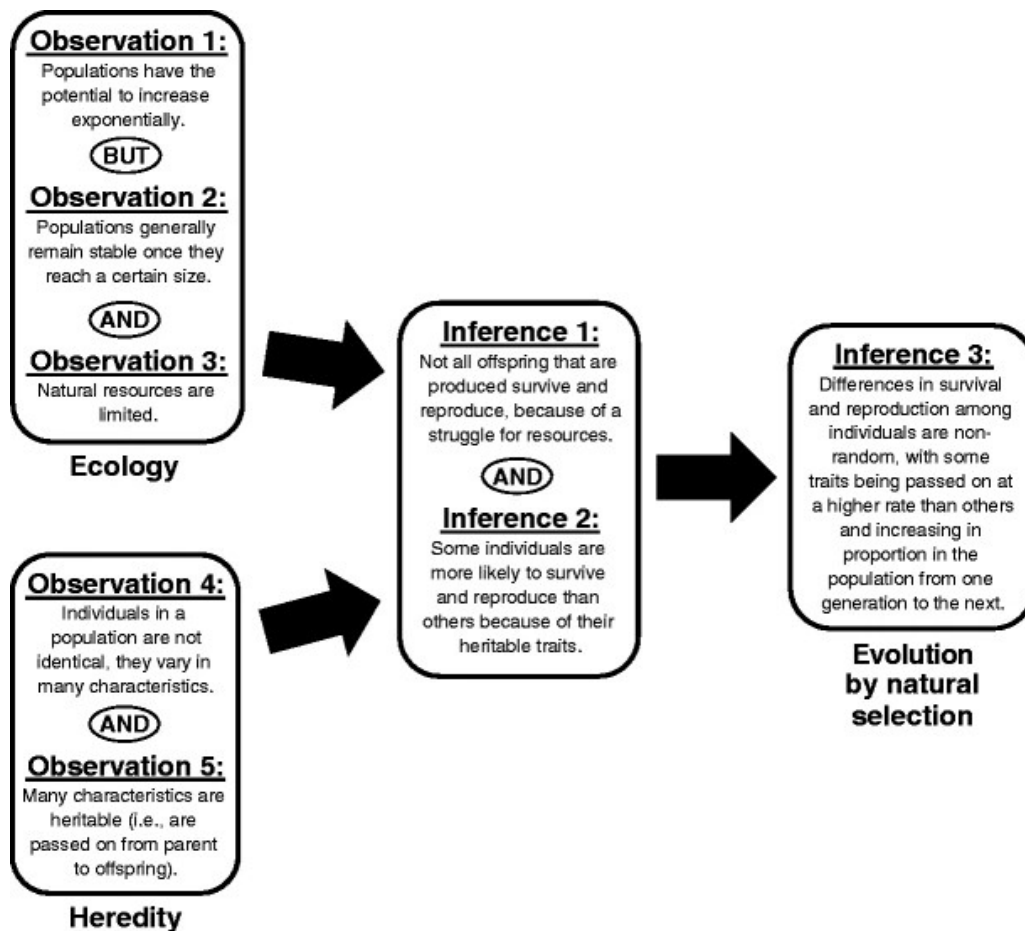 Observation 1:
Populations have the
potential to increase
exponentially.
BUT
Observation 2:
Populations generally
remain stable once they
reach a certain size.
AND
Observation 3:
Natural resources are
limited.
Ecology
Observation 4:
Individuals in a
population are not
identical, they vary in
many characteristics.
AND
Observation 5:
Many characteristics are
heritable (i.e., are
passed on from parent
to offspring).
Heredity
Inference 1:
Not all offspring that are
produced survive and
reproduce, because of a
struggle for resources.
AND
Inference 2:
Some individuals are
more likely to survive
and reproduce than
others because of their
heritable traits.
Inference 3:
Differences in survival
and reproduction among
individuals are non-
random, with some
traits being passed on at
a higher rate than others
and increasing in
proportion in the
population from one
generation to the next.
Evolution
by natural
selection